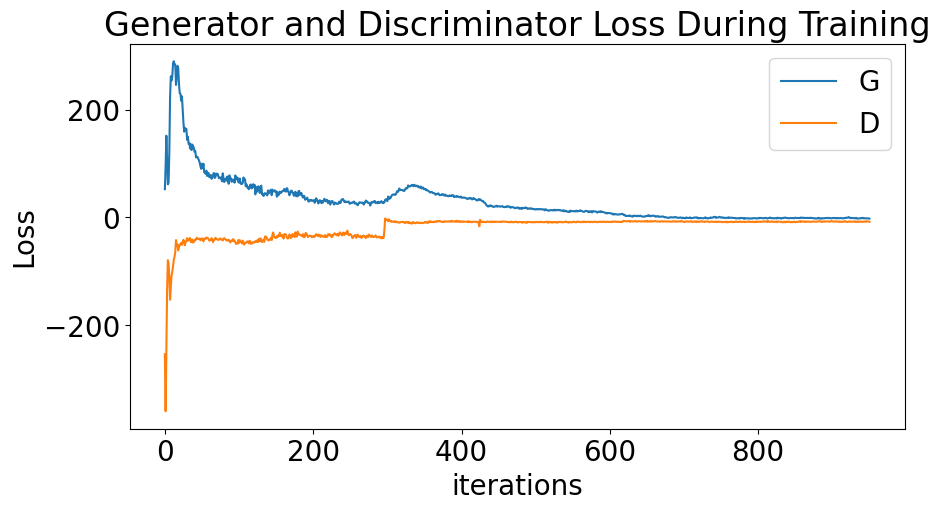 Generator and Discriminator Loss During Training
G
D
200
0
−200
Loss
0 200 400 600 800
iterations